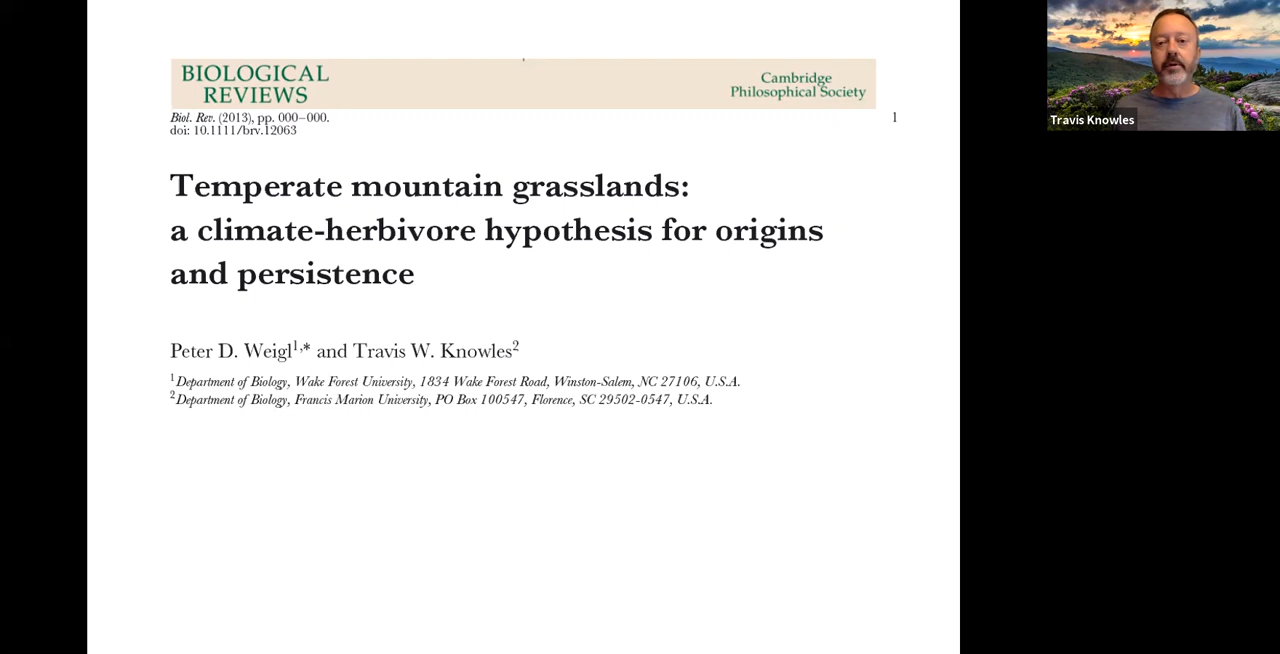 BIOLOGICAL
REVIEWS
Cambridge
Philosophical Society
Biol. Rev. (2013), pp. 000–000.
1
doi: 10.1111/brv.12063
Temperate mountain grasslands:
a climate-herbivore hypothesis for origins
and persistence
Peter D. Weigl1,* and Travis W. Knowles2
1Department of Biology, Wake Forest University, 1834 Wake Forest Road, Winston-Salem, NC 27106, U.S.A.
2Department of Biology, Francis Marion University, PO Box 100547, Florence, SC 29502-0547, U.S.A.
Travis Knowles